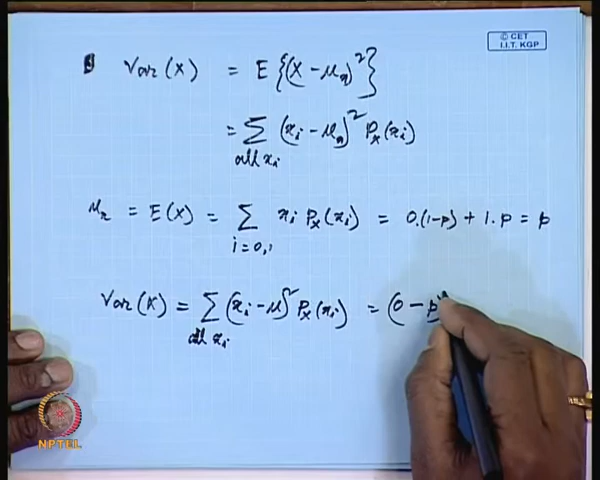 © CET
I.I.T. KGP
Var(X) = E{(X - μₓ)²}
= ∑ (xᵢ - μₓ)² Pₓ(xᵢ)
all xᵢ
μₓ = E(X) = ∑ xᵢ Pₓ(xᵢ) = 0.(1-p) + 1.p = p
i=0,1
Var(X) = ∑ (xᵢ - μ)² Pₓ(xᵢ) = (0 - p)
all xᵢ
NPTEL